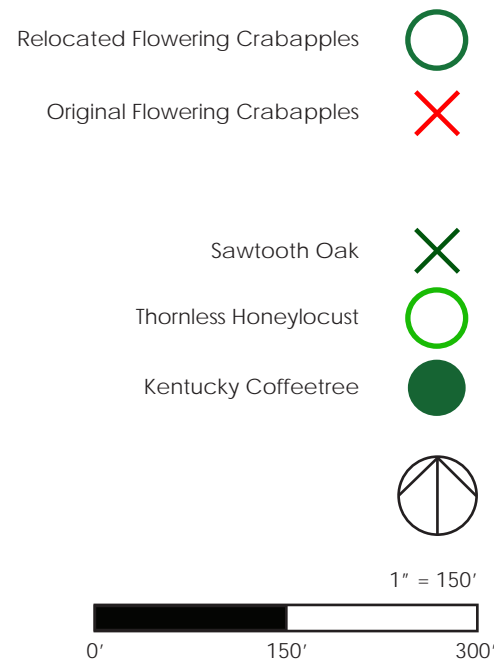 Relocated Flowering Crabapples
Original Flowering Crabapples
Sawtooth Oak
Thornless Honeylocust
Kentucky Coffeetree
1" = 150'
0' 150' 300'